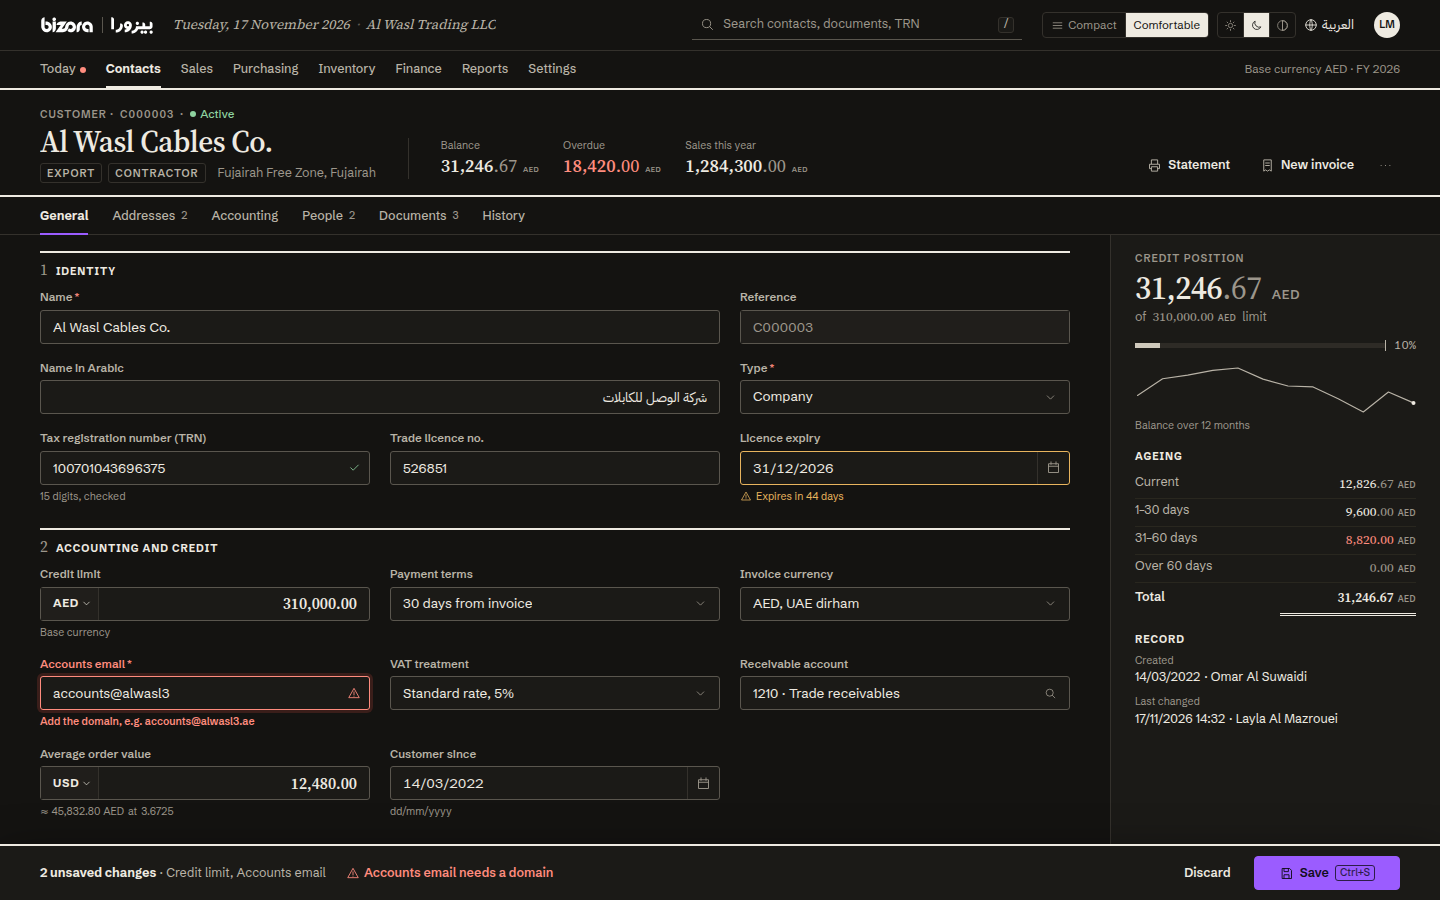 bizora | بيزورا
Tuesday, 17 November 2026 · Al Wasl Trading LLC
Search contacts, documents, TRN /
Compact Comfortable
العربية
LM
Today Contacts Sales Purchasing Inventory Finance Reports Settings
Base currency AED · FY 2026
CUSTOMER · C000003 · Active
Al Wasl Cables Co.
EXPORT CONTRACTOR Fujairah Free Zone, Fujairah
Balance
31,246.67 AED
Overdue
18,420.00 AED
Sales this year
1,284,300.00 AED
Statement New invoice ...
General Addresses 2 Accounting People 2 Documents 3 History
1 IDENTITY
Name *
Al Wasl Cables Co.
Reference
C000003
Name in Arabic
شركة الوصل للكابلات
Type *
Company
Tax registration number (TRN)
100701043696375
15 digits, checked
Trade licence no.
526851
Licence expiry
31/12/2026
Expires in 44 days
2 ACCOUNTING AND CREDIT
Credit limit
AED 310,000.00
Base currency
Payment terms
30 days from invoice
Invoice currency
AED, UAE dirham
Accounts email *
accounts@alwasl3
Add the domain, e.g. accounts@alwasl3.ae
VAT treatment
Standard rate, 5%
Receivable account
1210 · Trade receivables
Average order value
USD 12,480.00
≈ 45,832.80 AED at 3.6725
Customer since
14/03/2022
dd/mm/yyyy
CREDIT POSITION
31,246.67 AED
of 310,000.00 AED limit
10%
Balance over 12 months
AGEING
Current 12,826.67 AED
1–30 days 9,600.00 AED
31–60 days 8,820.00 AED
Over 60 days 0.00 AED
Total 31,246.67 AED
RECORD
Created
14/03/2022 · Omar Al Suwaidi
Last changed
17/11/2026 14:32 · Layla Al Mazrouei
2 unsaved changes · Credit limit, Accounts email
Accounts email needs a domain
Discard
Save Ctrl+S